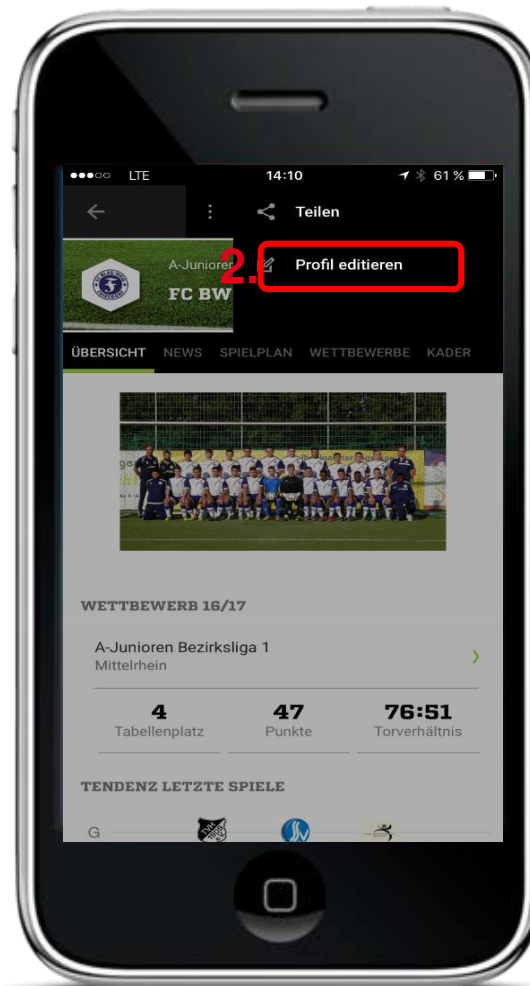 LTE 14:10 61 %
Teilen
A-Junioren
2. Profil editieren
FC BW
ÜBERSICHT NEWS SPIELPLAN WETTBEWERBE KADER
WETTBEWERB 16/17
A-Junioren Bezirksliga 1
Mittelrhein
4 47 76:51
Tabellenplatz Punkte Torverhältnis
TENDENZ LETZTE SPIELE
G